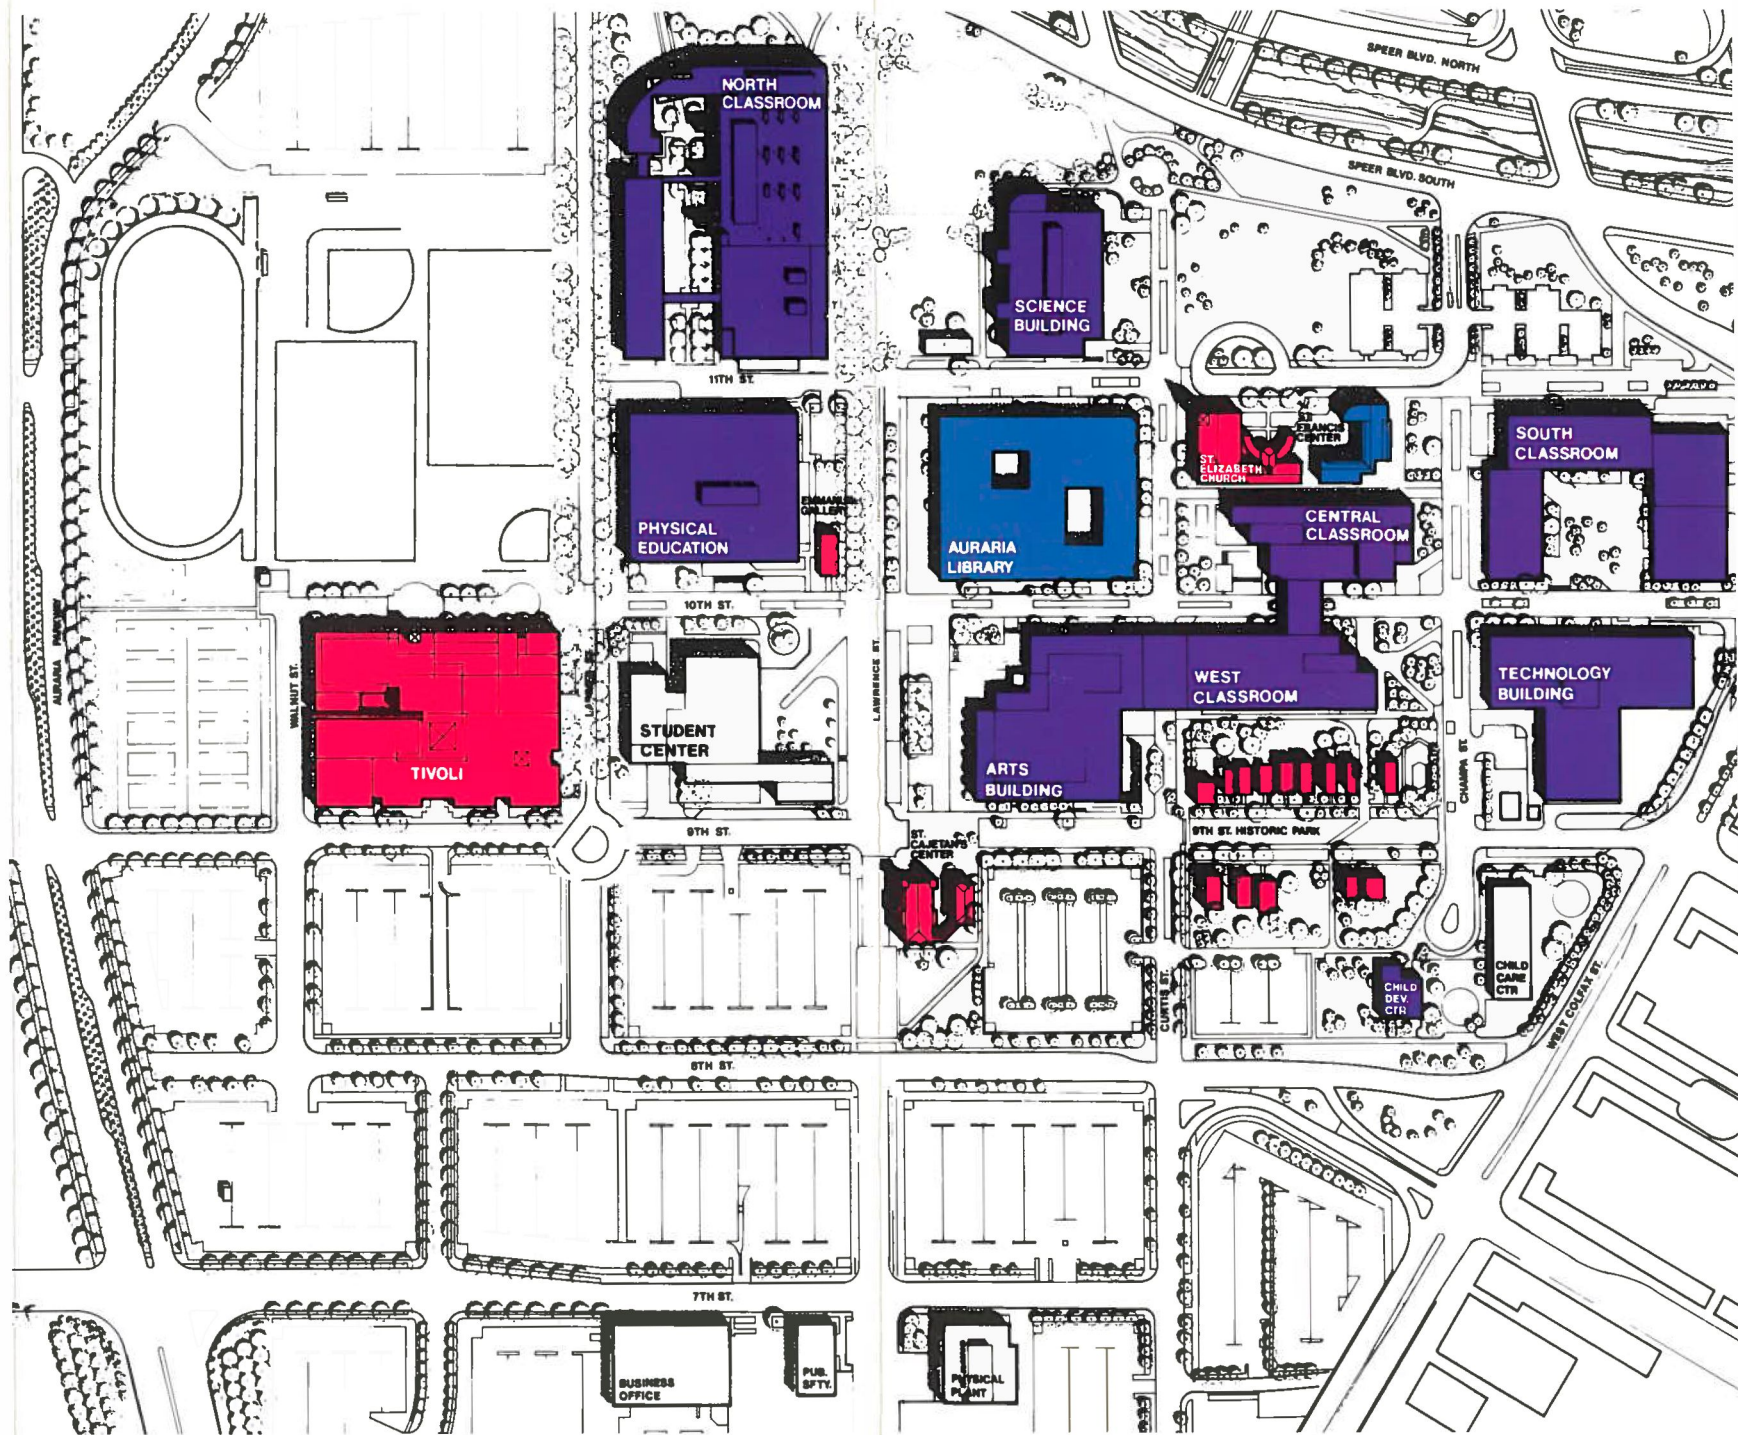 SPEER BLVD. NORTH
SPEER BLVD. SOUTH
NORTH
CLASSROOM
SCIENCE
BUILDING
11TH ST.
ST.
FRANCIS
CENTER
ST.
ELIZABETH
CHURCH
SOUTH
CLASSROOM
EMMANUEL
GALLERY
PHYSICAL
EDUCATION
AURARIA
LIBRARY
CENTRAL
CLASSROOM
10TH ST.
AURARIA PARKWAY
WALNUT ST.
TIVOLI
STUDENT
CENTER
LAWRENCE ST.
WEST
CLASSROOM
TECHNOLOGY
BUILDING
ARTS
BUILDING
CHAMPA ST.
9TH ST.
9TH ST. HISTORIC PARK
ST.
CAJETAN'S
CENTER
CURTIS ST.
CHILD
DEV.
CTR
CHILD
CARE
CTR
WEST COLFAX ST.
8TH ST.
7TH ST.
BUSINESS
OFFICE
PUB.
SFTY.
PHYSICAL
PLANT